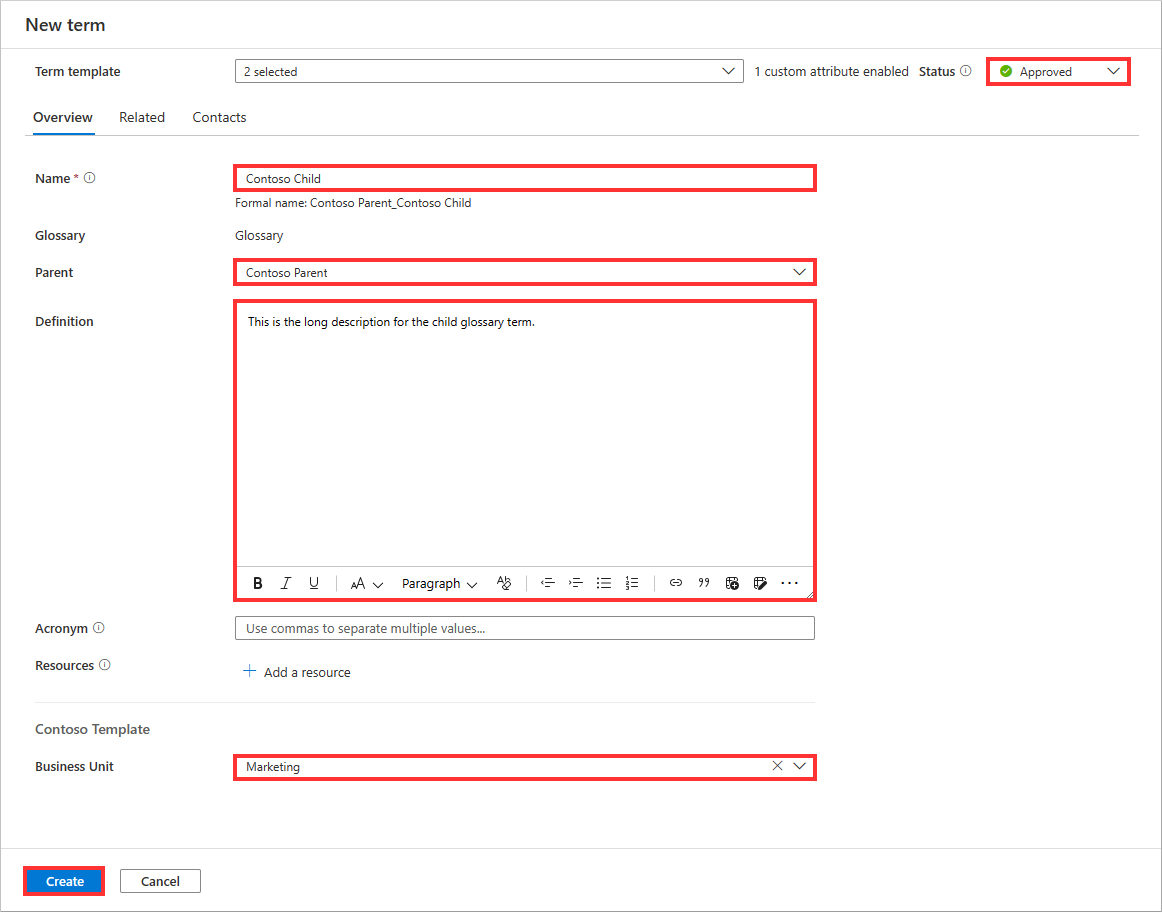 New term
Term template 2 selected 1 custom attribute enabled Status Approved
Overview Related Contacts
Name * Contoso Child
Formal name: Contoso Parent_Contoso Child
Glossary Glossary
Parent Contoso Parent
Definition This is the long description for the child glossary term.
B I U AA Paragraph
Acronym Use commas to separate multiple values...
Resources + Add a resource
Contoso Template
Business Unit Marketing
Create Cancel